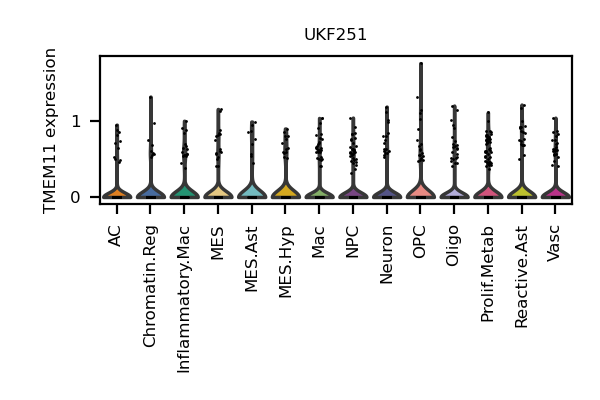 UKF251
TMEM11 expression
1
0
AC
Chromatin.Reg
Inflammatory.Mac
MES
MES.Ast
MES.Hyp
Mac
NPC
Neuron
OPC
Oligo
Prolif.Metab
Reactive.Ast
Vasc